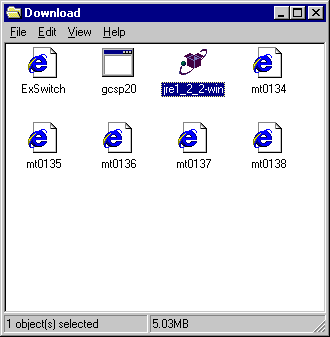 Download
File Edit View Help
ExSwitch gcsp20 jre1_2_2-win mt0134
mt0135 mt0136 mt0137 mt0138
1 object(s) selected 5.03MB